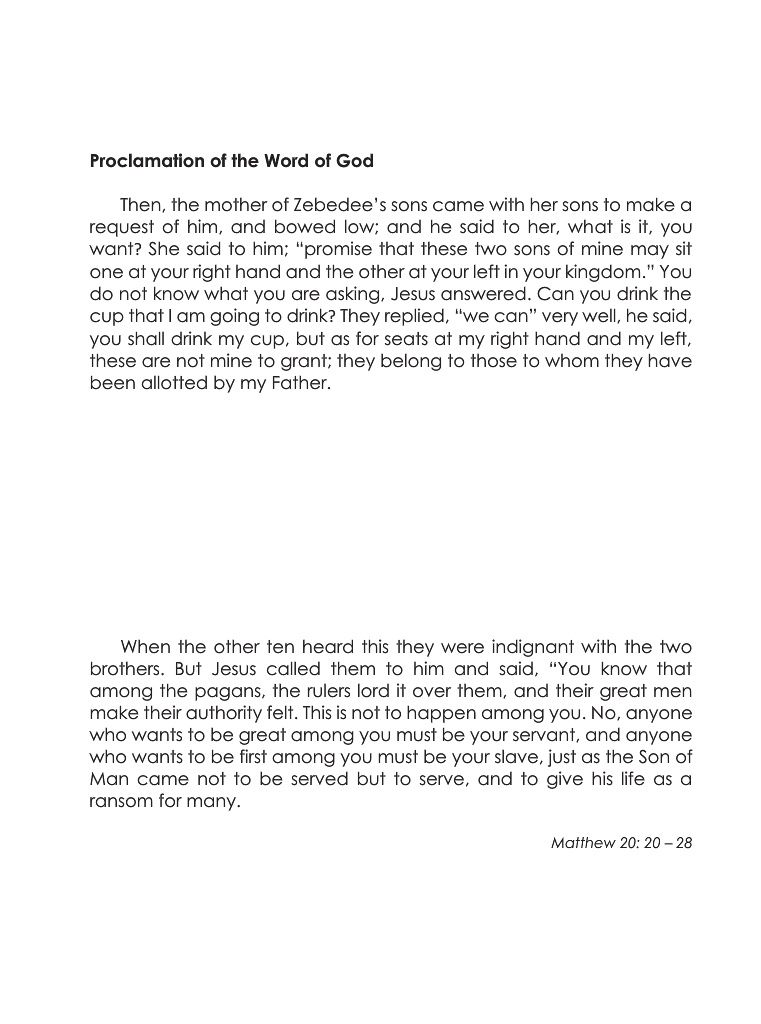 Proclamation of the Word of God
Then, the mother of Zebedee’s sons came with her sons to make a
request of him, and bowed low; and he said to her, what is it, you
want? She said to him; “promise that these two sons of mine may sit
one at your right hand and the other at your left in your kingdom.” You
do not know what you are asking, Jesus answered. Can you drink the
cup that I am going to drink? They replied, “we can” very well, he said,
you shall drink my cup, but as for seats at my right hand and my left,
these are not mine to grant; they belong to those to whom they have
been allotted by my Father.
When the other ten heard this they were indignant with the two
brothers. But Jesus called them to him and said, “You know that
among the pagans, the rulers lord it over them, and their great men
make their authority felt. This is not to happen among you. No, anyone
who wants to be great among you must be your servant, and anyone
who wants to be first among you must be your slave, just as the Son of
Man came not to be served but to serve, and to give his life as a
ransom for many.
Matthew 20: 20 – 28